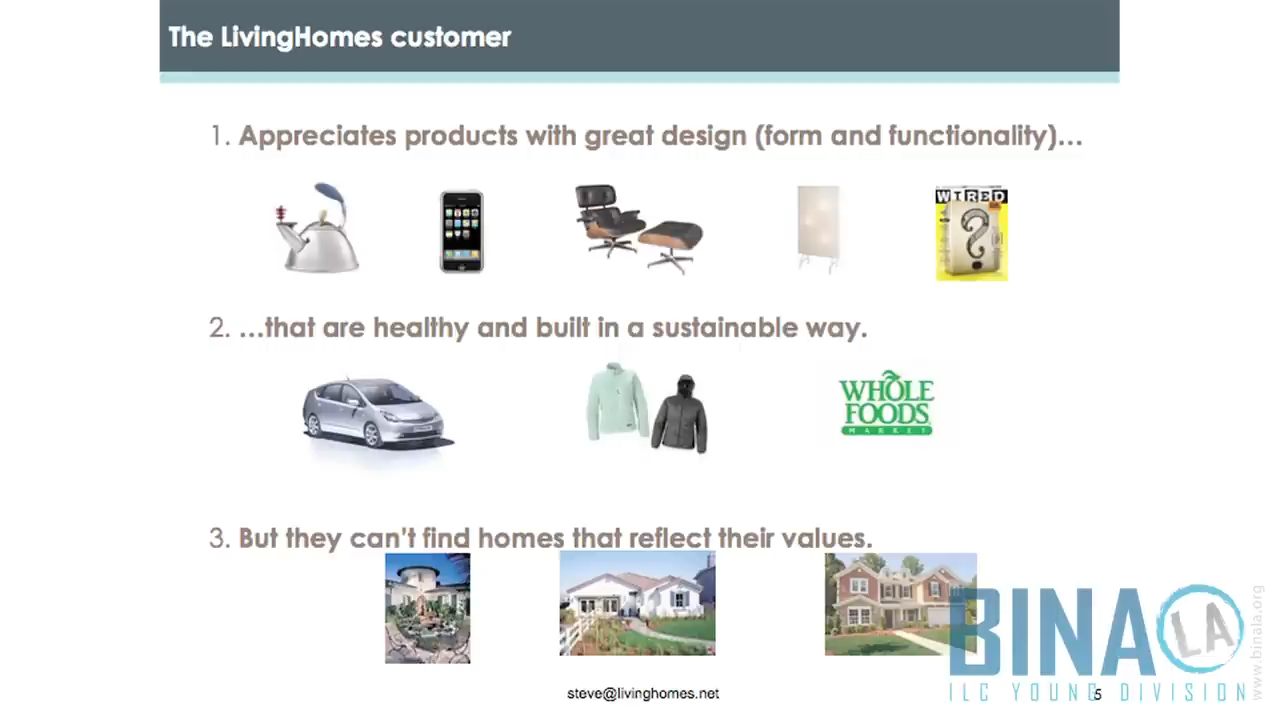 The LivingHomes customer
1. Appreciates products with great design (form and functionality)...
WIRED
?
2. ...that are healthy and built in a sustainable way.
WHOLE
FOODS
MARKET
3. But they can't find homes that reflect their values.
BINA LA
ILC YOUNG DIVISION
www.binala.org
steve@livinghomes.net
5